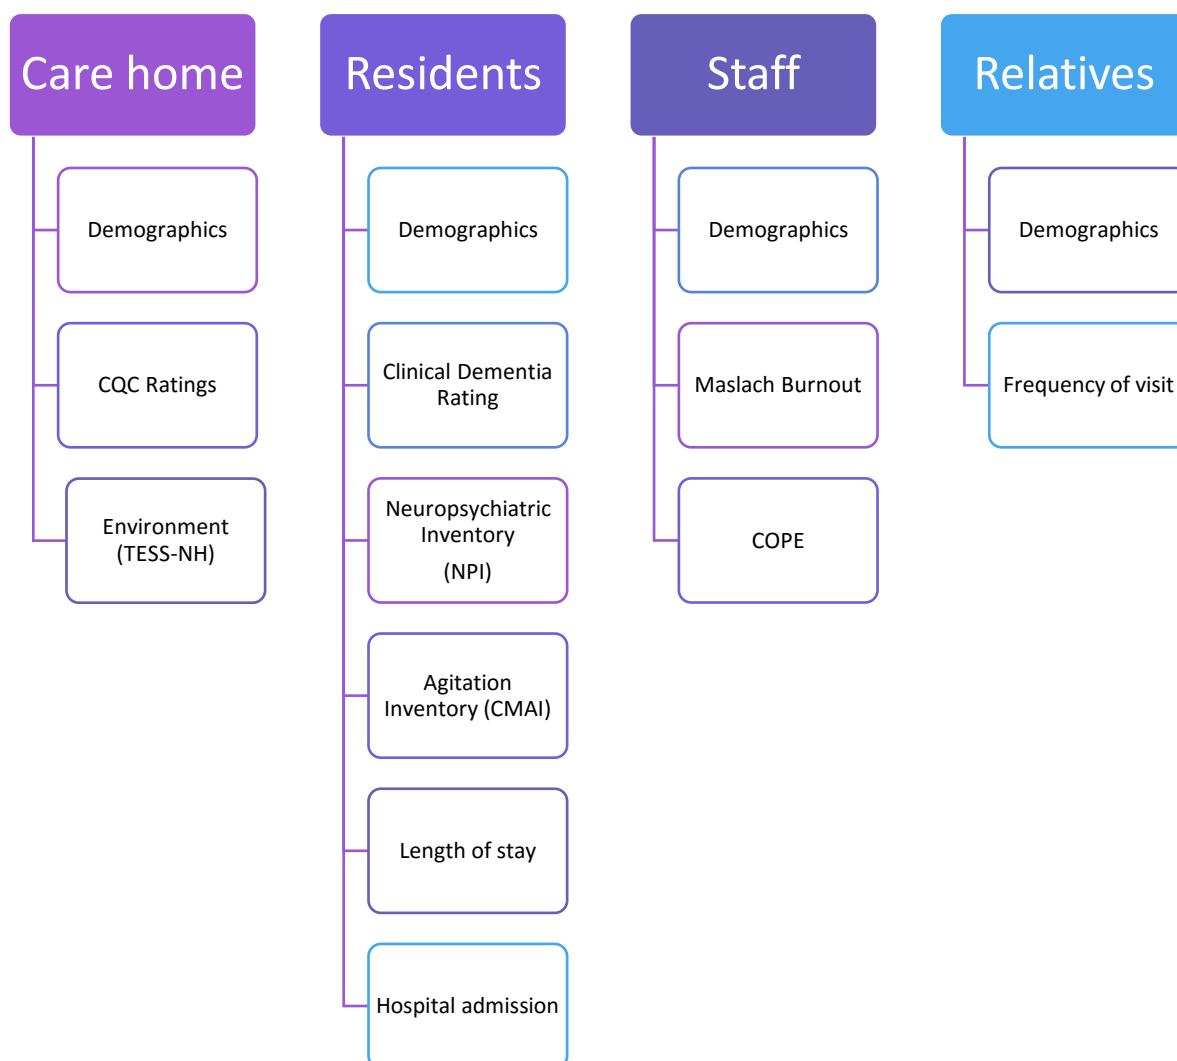 Care home
Demographics
CQC Ratings
Environment
(TESS-NH)
Residents
Demographics
Clinical Dementia
Rating
Neuropsychiatric
Inventory
(NPI)
Agitation
Inventory (CMAI)
Length of stay
Hospital admission
Staff
Demographics
Maslach Burnout
COPE
Relatives
Demographics
Frequency of visit